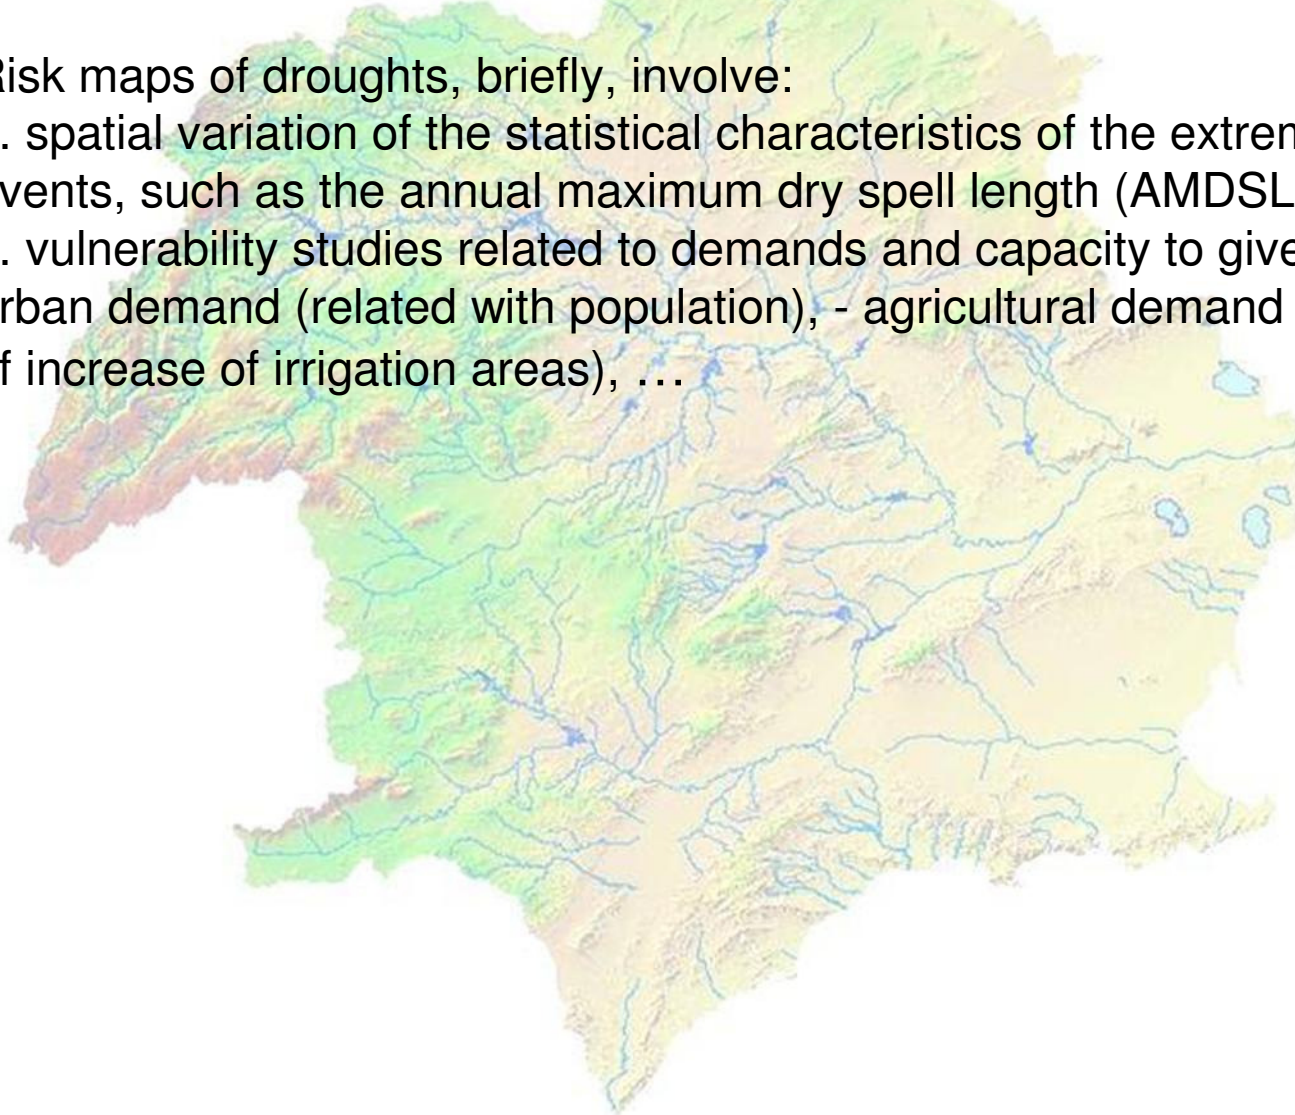 isk maps of droughts, briefly, involve:
. spatial variation of the statistical characteristics of the extrem
vents, such as the annual maximum dry spell length (AMDSL
. vulnerability studies related to demands and capacity to give
rban demand (related with population), - agricultural demand
f increase of irrigation areas), …